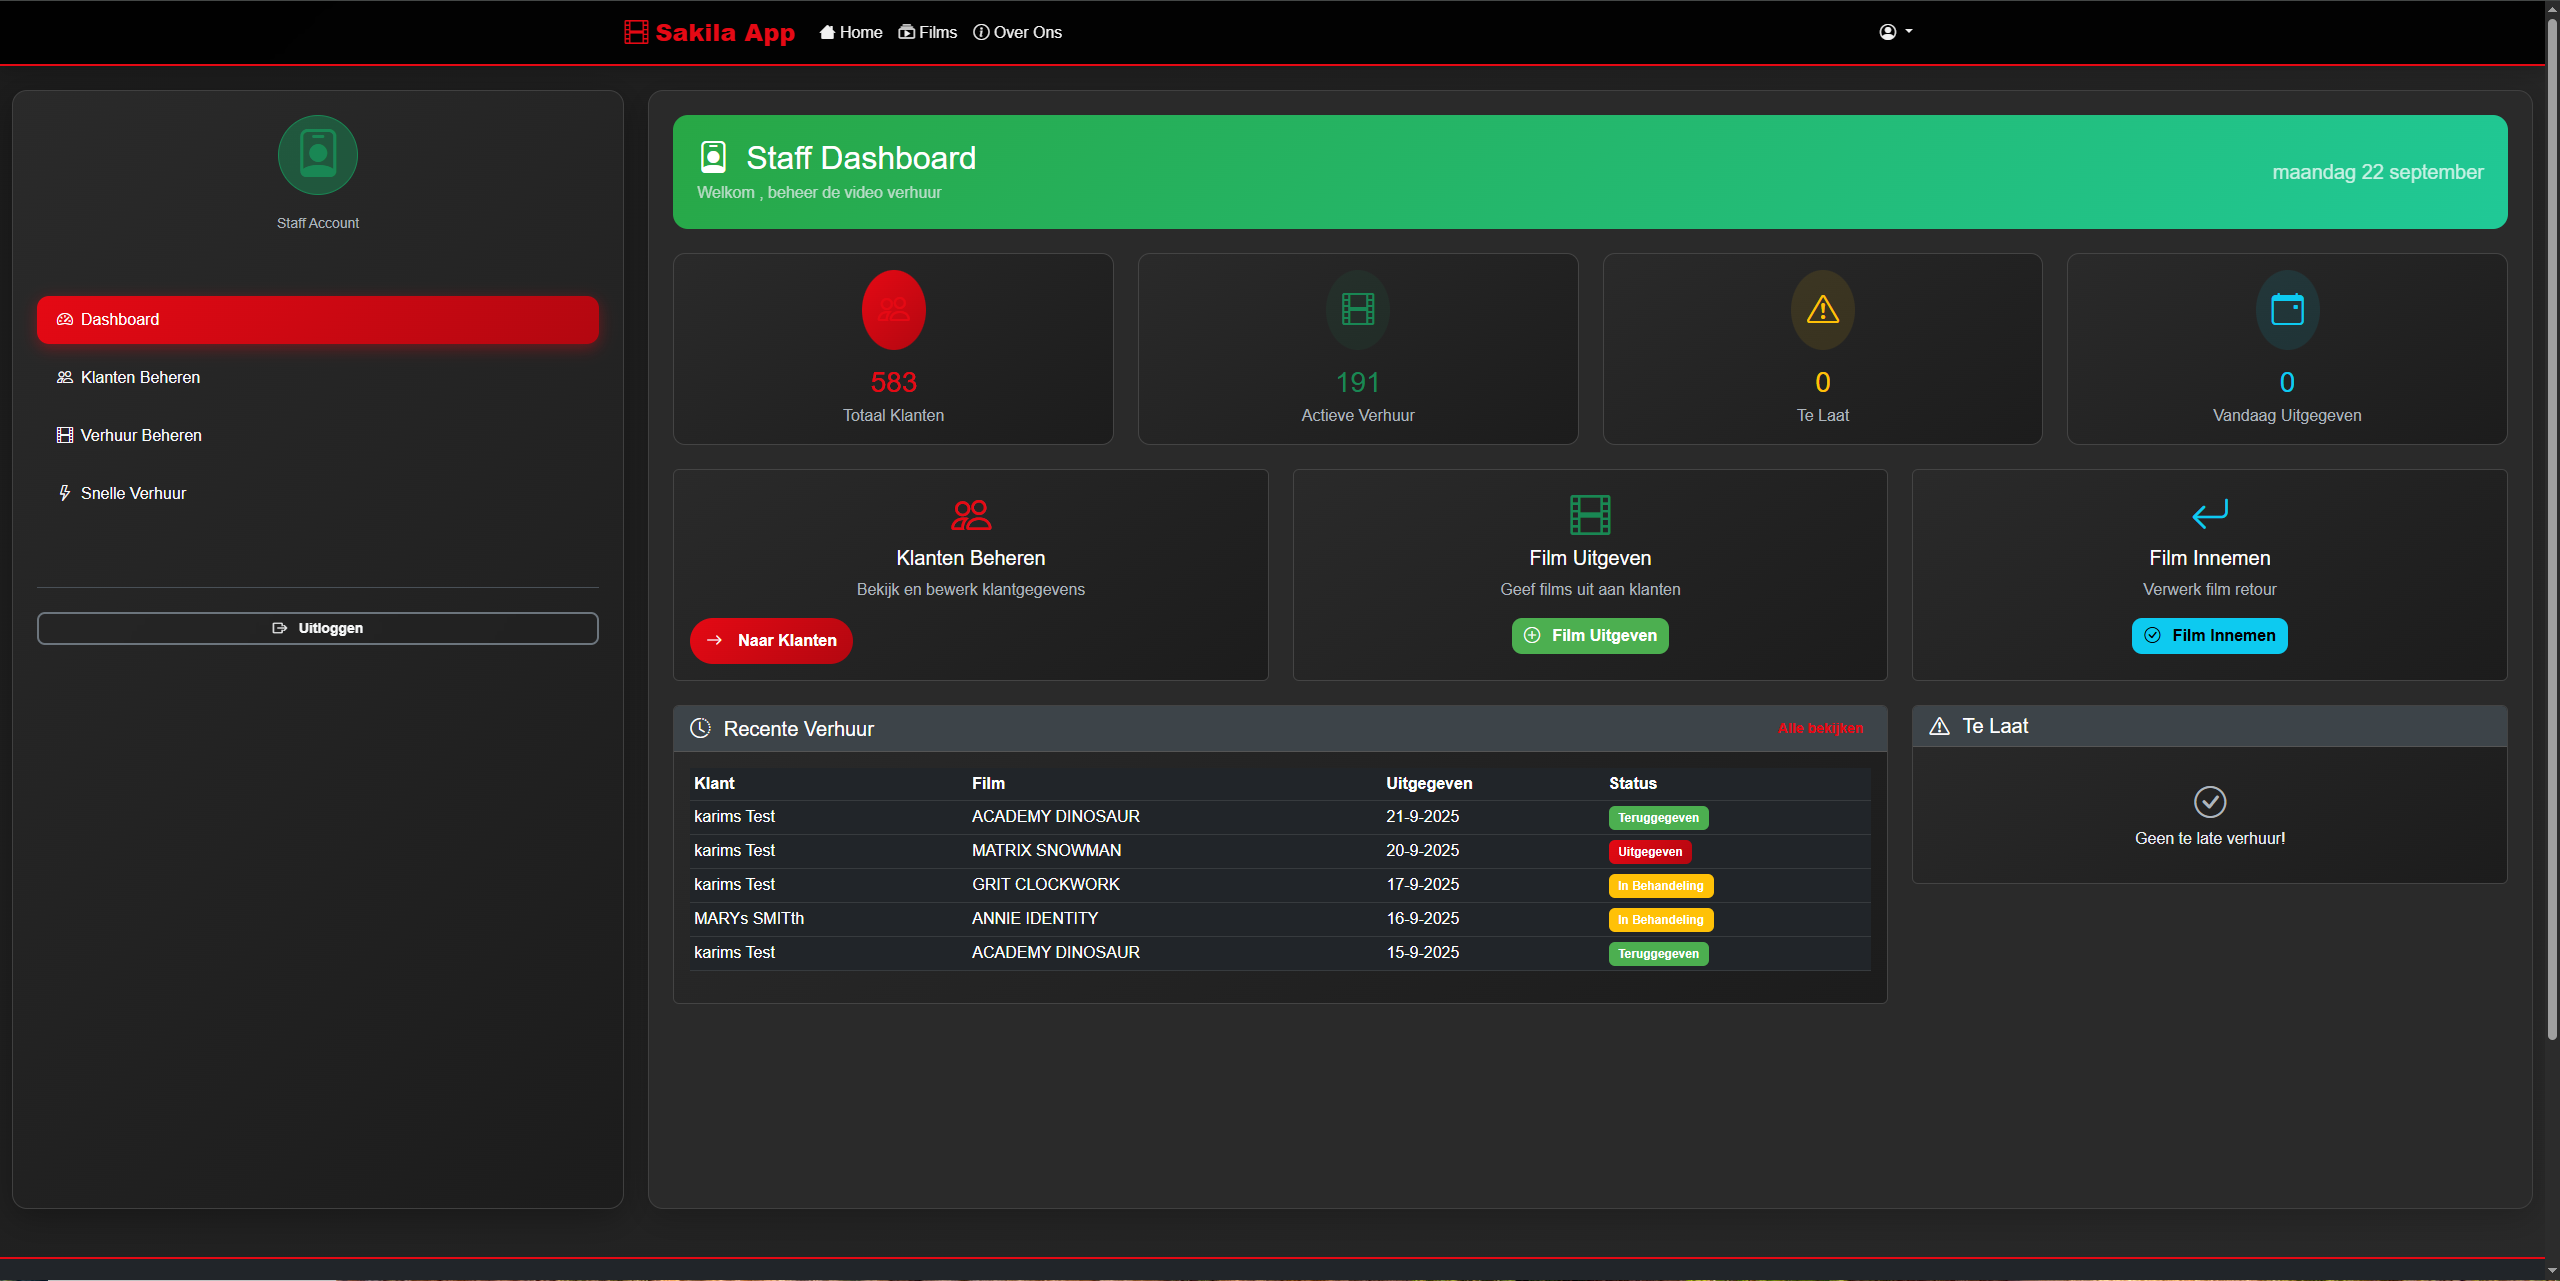 Sakila App Home Films Over Ons
Staff Account
Dashboard
Klanten Beheren
Verhuur Beheren
Snelle Verhuur
Uitloggen
Staff Dashboard
Welkom , beheer de video verhuur
maandag 22 september
583
Totaal Klanten
191
Actieve Verhuur
0
Te Laat
0
Vandaag Uitgegeven
Klanten Beheren
Bekijk en bewerk klantgegevens
Naar Klanten
Film Uitgeven
Geef films uit aan klanten
Film Uitgeven
Film Innemen
Verwerk film retour
Film Innemen
Recente Verhuur Alle bekijken
Klant Film Uitgegeven Status
karims Test ACADEMY DINOSAUR 21-9-2025 Teruggegeven
karims Test MATRIX SNOWMAN 20-9-2025 Uitgegeven
karims Test GRIT CLOCKWORK 17-9-2025 In Behandeling
MARYs SMITth ANNIE IDENTITY 16-9-2025 In Behandeling
karims Test ACADEMY DINOSAUR 15-9-2025 Teruggegeven
Te Laat
Geen te late verhuur!